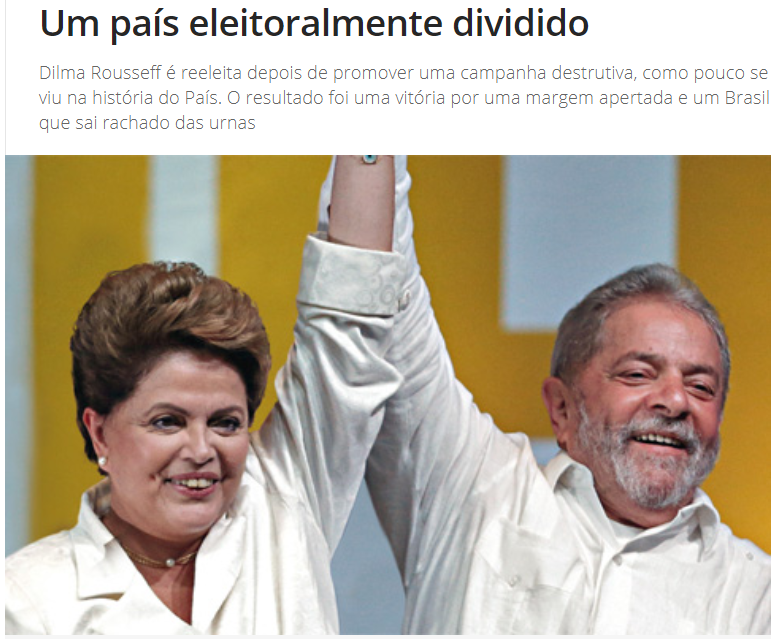 Um país eleitoralmente dividido
Dilma Rousseff é reeleita depois de promover uma campanha destrutiva, como pouco se
viu na história do País. O resultado foi uma vitória por uma margem apertada e um Brasil
que sai rachado das urnas